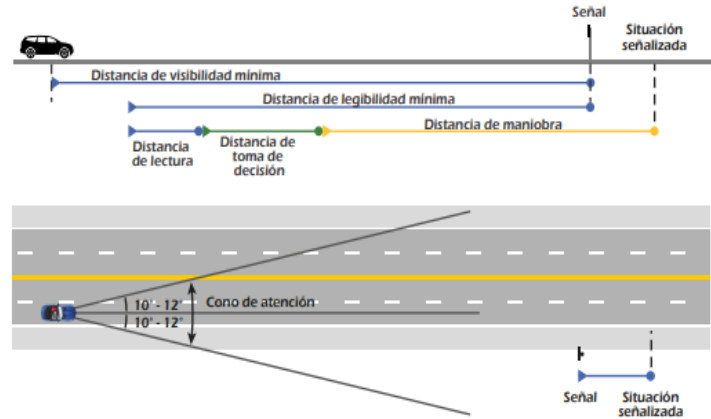 Señal
Situación
señalizada
Distancia de visibilidad mínima
Distancia de legibilidad mínima
Distancia de maniobra
Distancia
de lectura
Distancia de
toma de
decisión
10° - 12°
10° - 12°
Cono de atención
Señal
Situación
señalizada